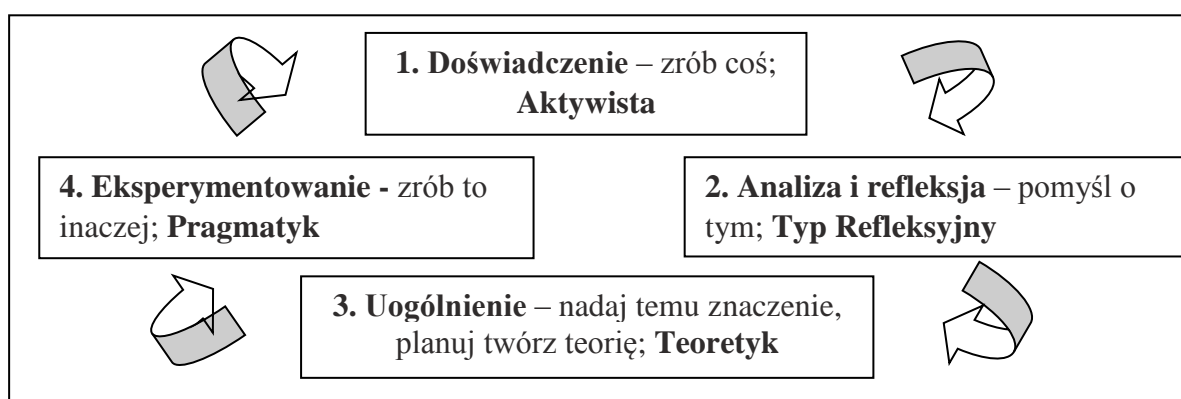 1. Doświadczenie – zrób coś;
Aktywista
4. Eksperymentowanie - zrób to
inaczej; Pragmatyk
2. Analiza i refleksja – pomyśl o
tym; Typ Refleksyjny
3. Uogólnienie – nadaj temu znaczenie,
planuj twórz teorię; Teoretyk